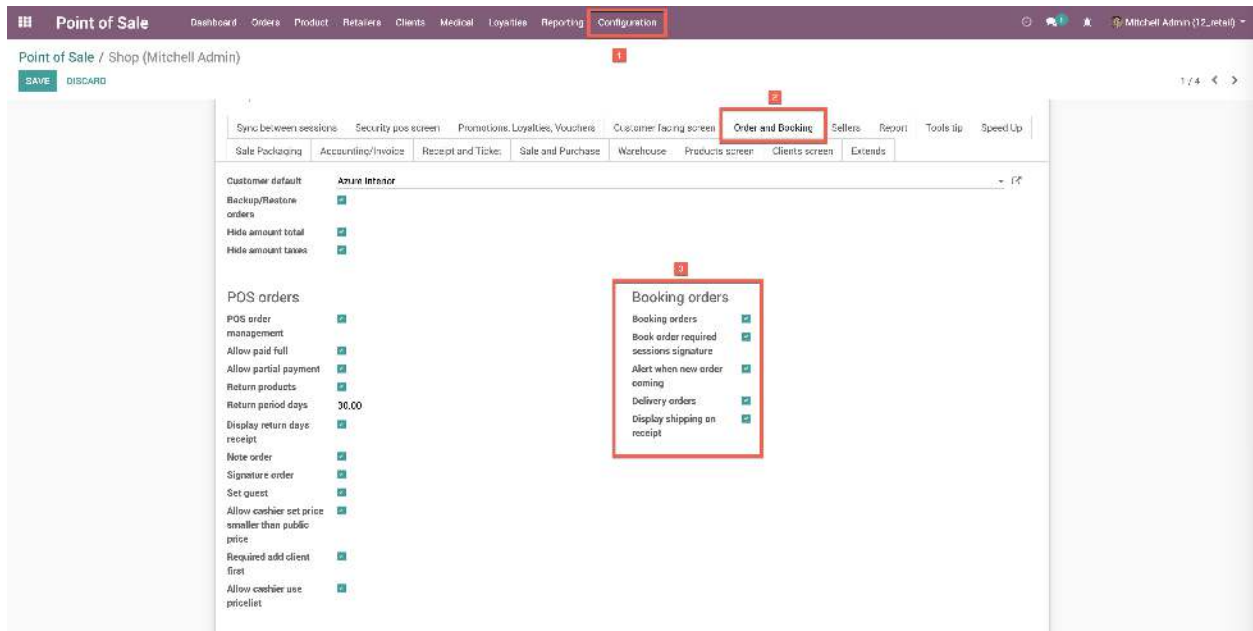 Point of Sale Dashboard Orders Product Retailers Clients Medical Loyalties Reporting Configuration Mitchell Admin (12_retail)
1
Point of Sale / Shop (Mitchell Admin)
SAVE DISCARD 1 / 4
2
Sync between sessions Security pos screen Promotions, Loyalties, Vouchers Customer facing screen Order and Booking Sellers Report Tools tip Speed Up
Sale Packaging Accounting/Invoice Receipt and Ticket Sale and Purchase Warehouse Products screen Clients screen Extends
Customer default Azure Interior
Backup/Restore
orders
Hide amount total
Hide amount taxes
3
POS orders
POS order
management
Allow paid full
Allow partial payment
Return products
Return period days 30.00
Display return days
receipt
Note order
Signature order
Set guest
Allow cashier set price
smaller than public
price
Required add client
first
Allow cashier use
pricelist
Booking orders
Booking orders
Book order required
sessions signature
Alert when new order
coming
Delivery orders
Display shipping on
receipt